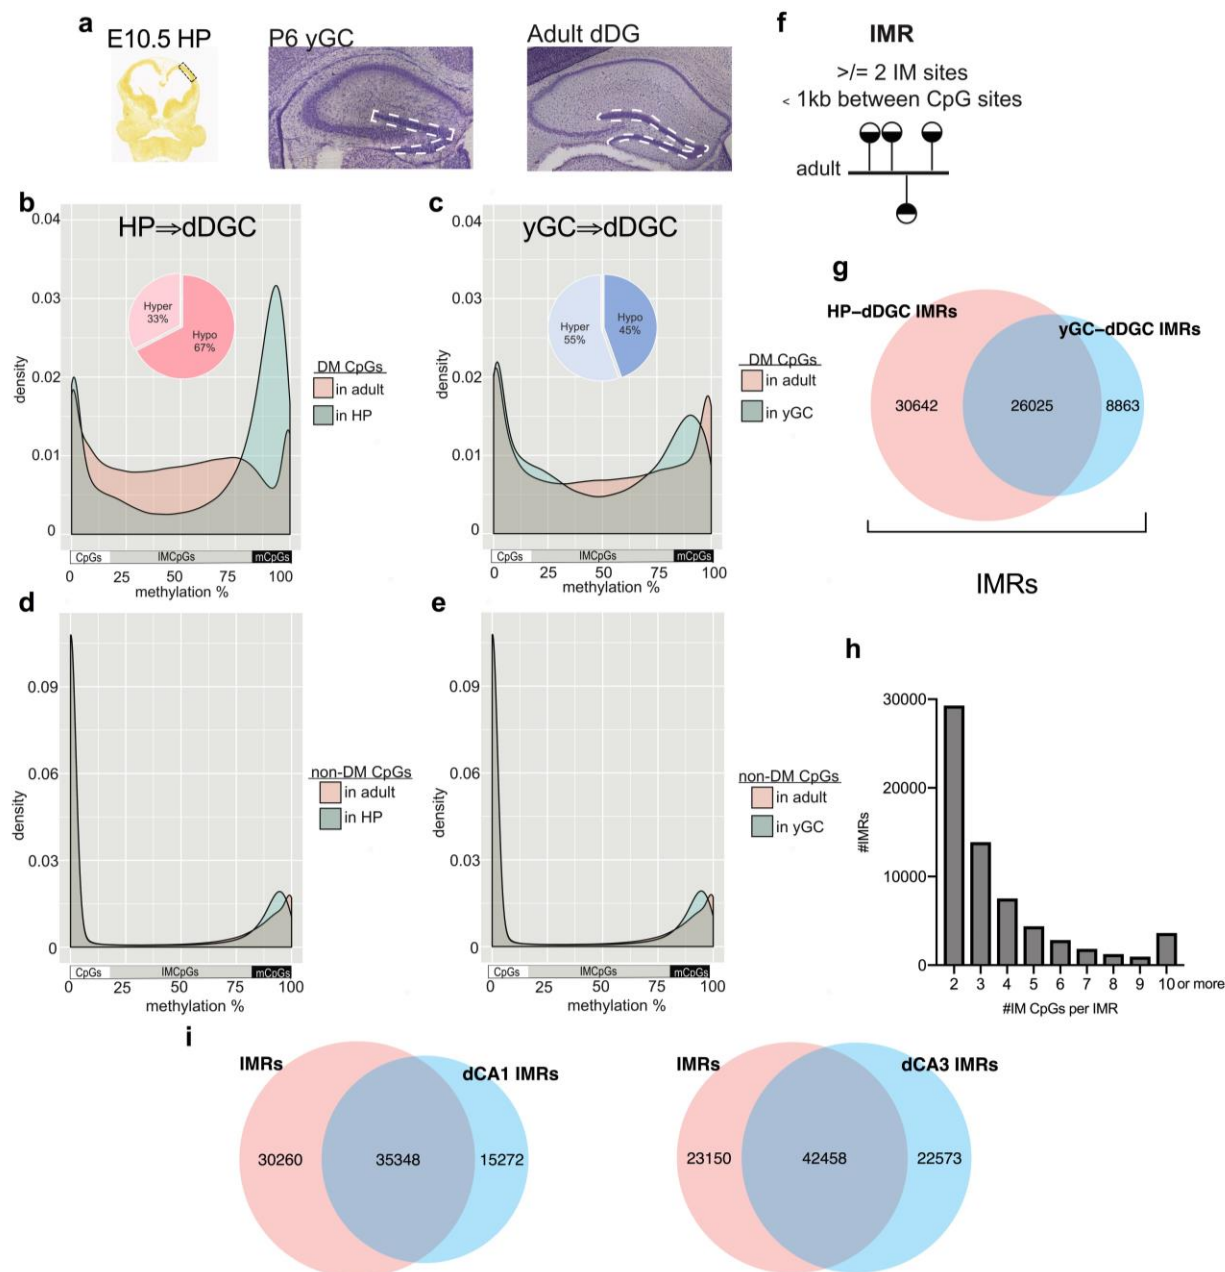 a
E10.5 HP
P6 yGC
Adult dDG
f
IMR
>/= 2 IM sites
< 1kb between CpG sites
adult
b
HP⇒dDGC
0.04
0.03
0.02
0.01
0
density
Hyper
33%
Hypo
67%
DM CpGs
in adult
in HP
CpGs
IMCpGs
mCpGs
0
25
50
75
100
methylation %
c
yGC⇒dDGC
0.04
0.03
0.02
0.01
0
density
Hyper
55%
Hypo
45%
DM CpGs
in adult
in yGC
CpGs
IMCpGs
mCpGs
0
25
50
75
100
methylation %
g
HP–dDGC IMRs
yGC–dDGC IMRs
30642
26025
8863
IMRs
d
0.09
0.06
0.03
0
density
non-DM CpGs
in adult
in HP
CpGs
IMCpGs
mCpGs
0
25
50
75
100
methylation %
e
0.09
0.06
0.03
0
density
non-DM CpGs
in adult
in yGC
CpGs
IMCpGs
mCpGs
0
25
50
75
100
methylation %
h
30000
20000
10000
0
#IMRs
2
3
4
5
6
7
8
9
10 or more
#IM CpGs per IMR
i
IMRs
dCA1 IMRs
30260
35348
15272
IMRs
dCA3 IMRs
23150
42458
22573